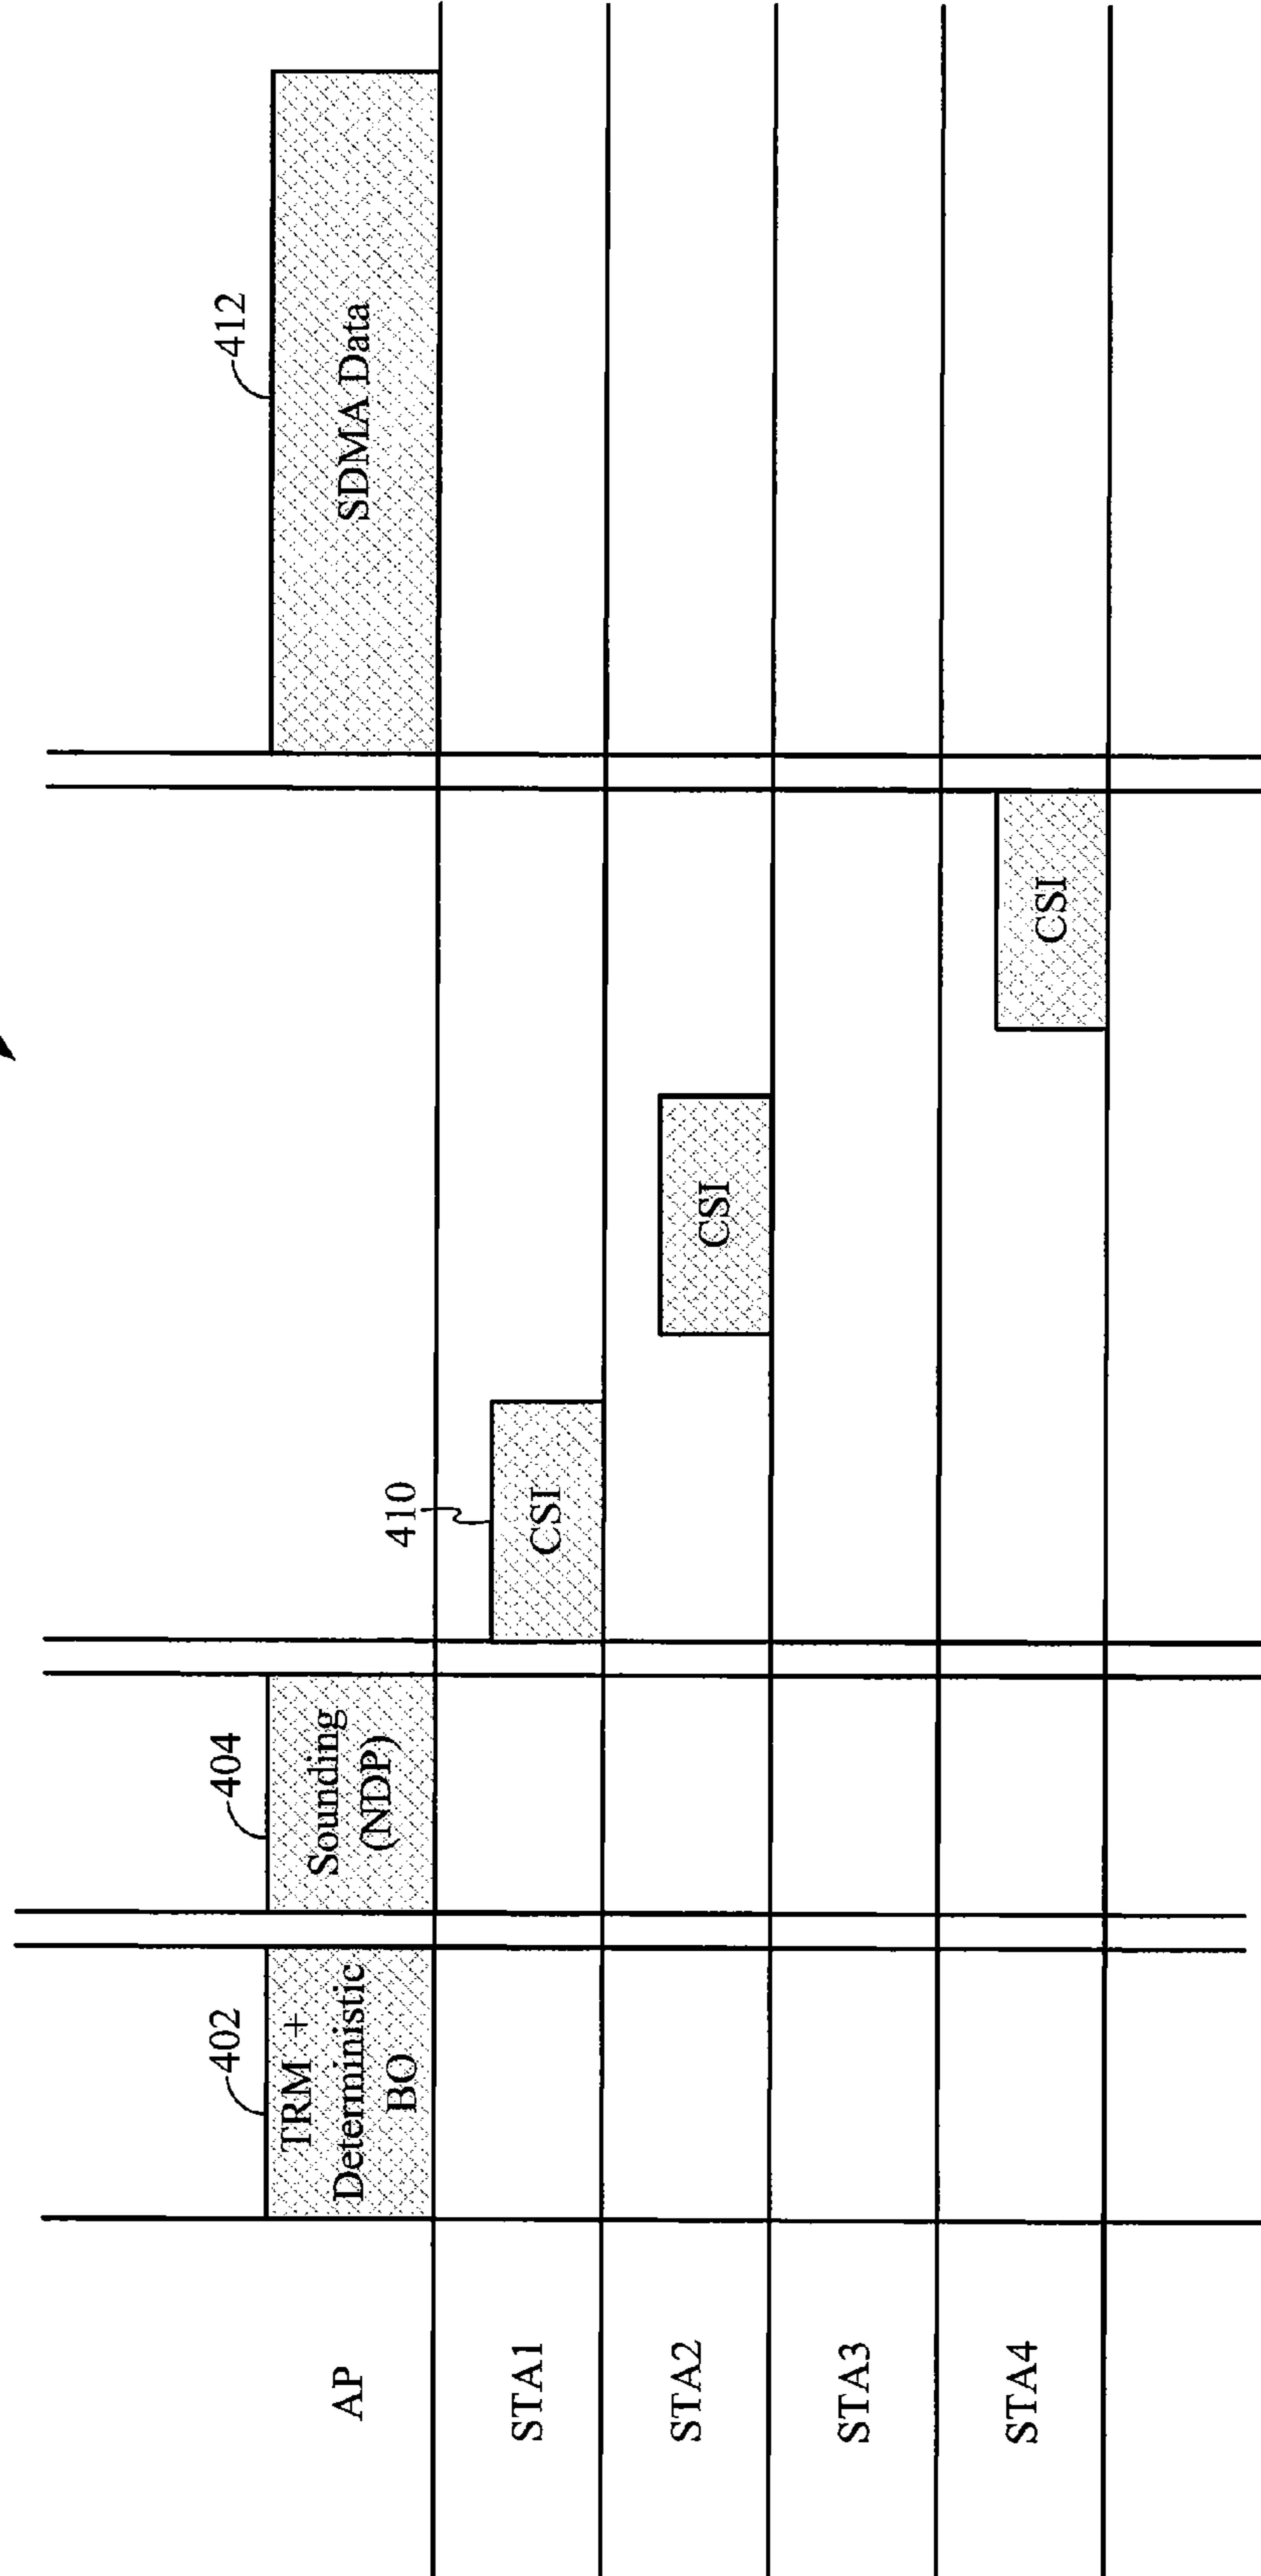 402
TRM +
Deterministic
BO
404
Sounding
(NDP)
412
SDMA Data
AP
410
CSI
STA1
CSI
STA2
STA3
CSI
STA4